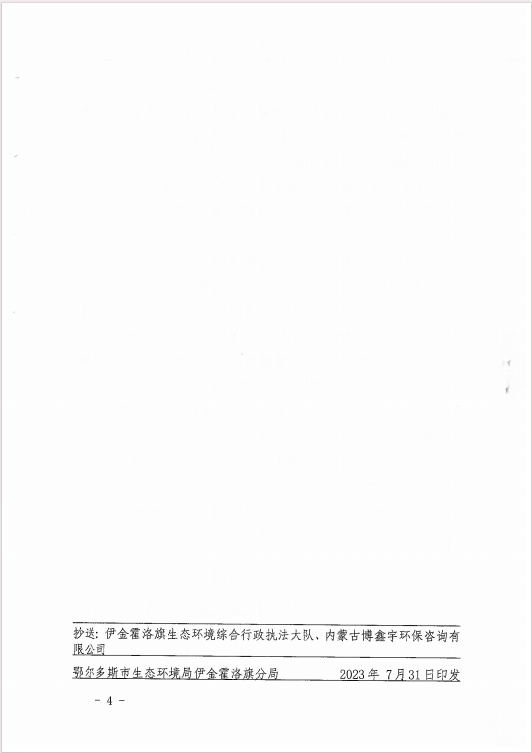 抄送：伊金霍洛旗生态环境综合行政执法大队、内蒙古博鑫宇环保咨询有
限公司
鄂尔多斯市生态环境局伊金霍洛旗分局 2023年 7月31日印发
- 4 -